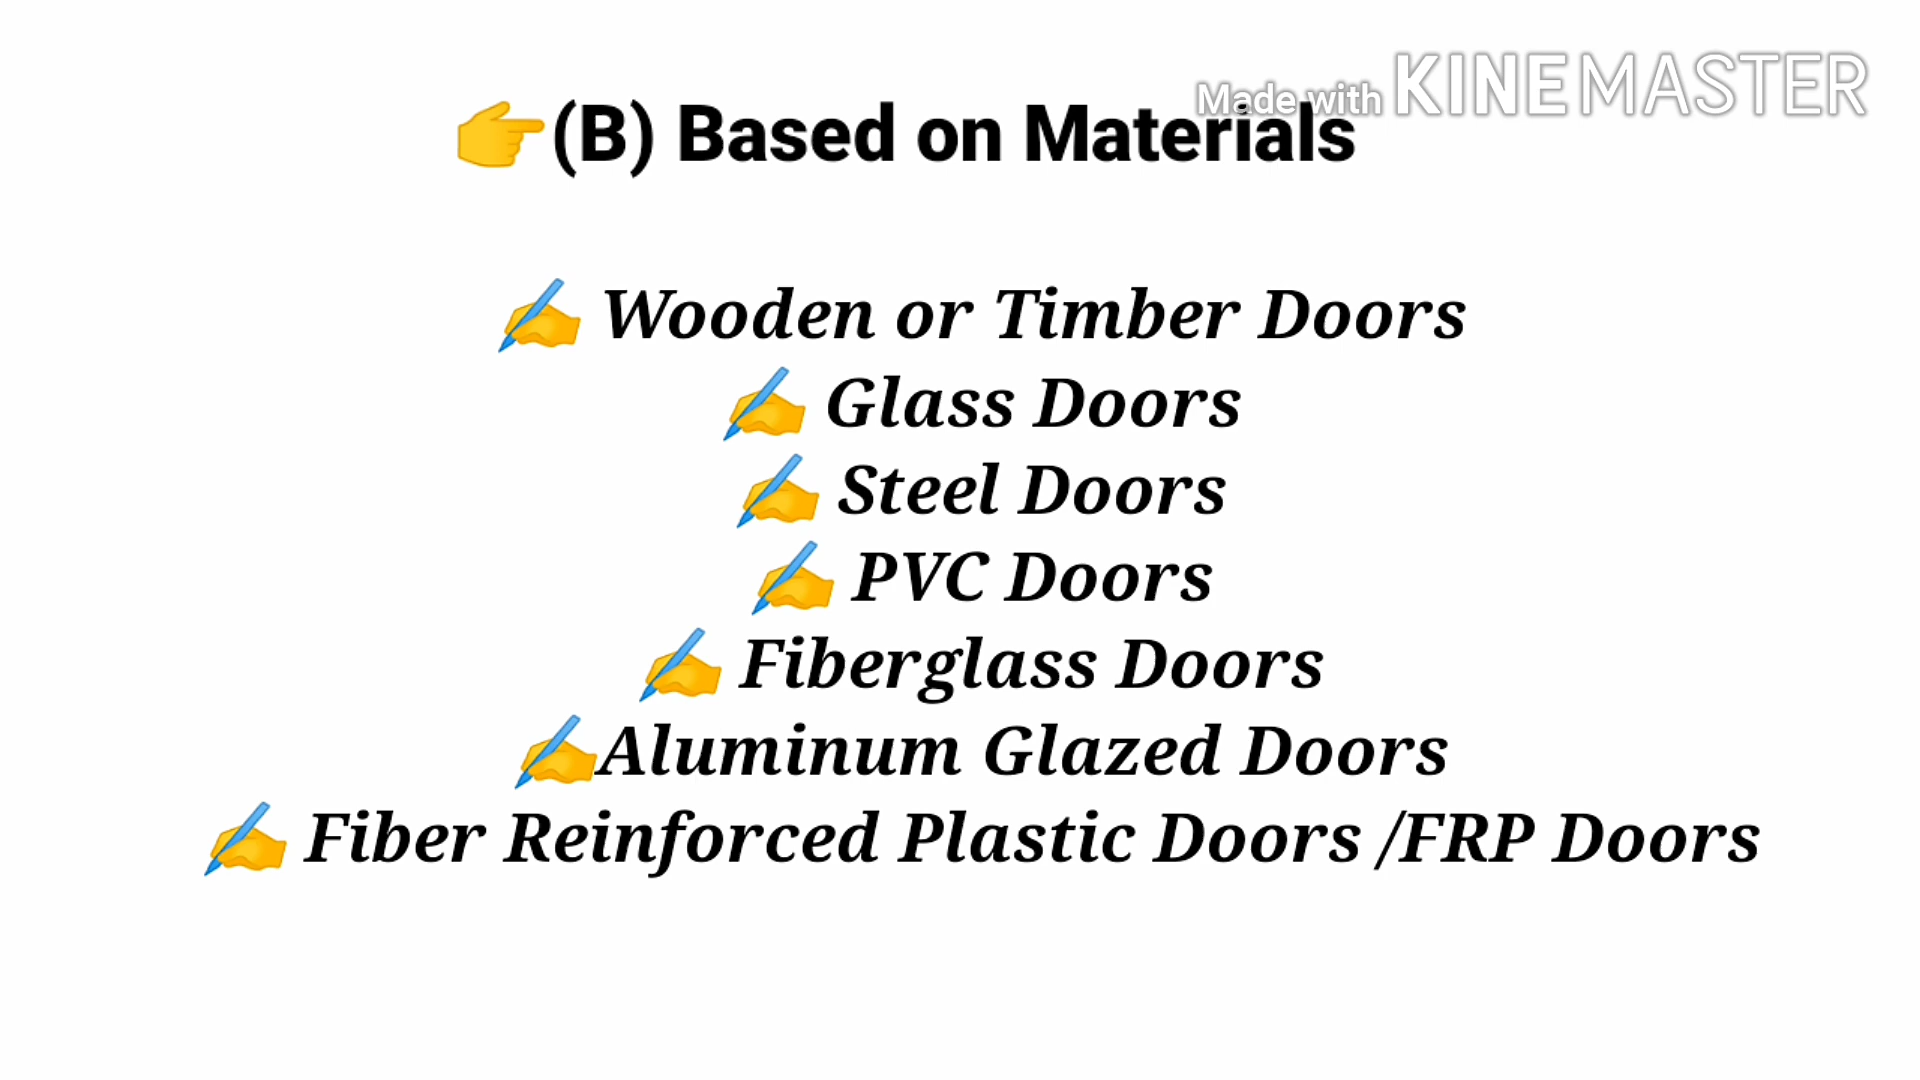 Made with KINEMASTER
👉(B) Based on Materials
✍ Wooden or Timber Doors
✍ Glass Doors
✍ Steel Doors
✍ PVC Doors
✍ Fiberglass Doors
✍Aluminum Glazed Doors
✍ Fiber Reinforced Plastic Doors /FRP Doors